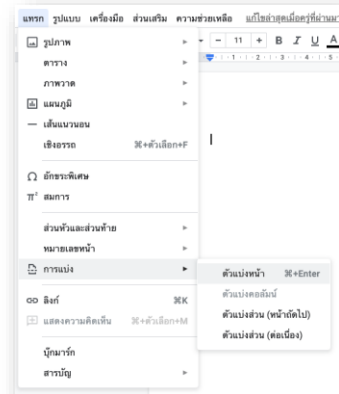 แทรก รูปแบบ เครื่องมือ ส่วนเสริม ความช่วยเหลือ แก้ไขล่าสุดเมื่อครู่ที่ผ่านมา
รูปภาพ
− 11 + B I U A
ตาราง
1 2 3 4 5
ภาพวาด
แผนภูมิ
เส้นแนวนอน
เชิงอรรถ ⌘+ตัวเลือก+F
Ω อักขระพิเศษ
π² สมการ
ส่วนหัวและส่วนท้าย
หมายเลขหน้า
การแบ่ง
ตัวแบ่งหน้า ⌘+Enter
ตัวแบ่งคอลัมน์
ตัวแบ่งส่วน (หน้าถัดไป)
ตัวแบ่งส่วน (ต่อเนื่อง)
ลิงก์ ⌘K
แสดงความคิดเห็น ⌘+ตัวเลือก+M
บุ๊กมาร์ก
สารบัญ